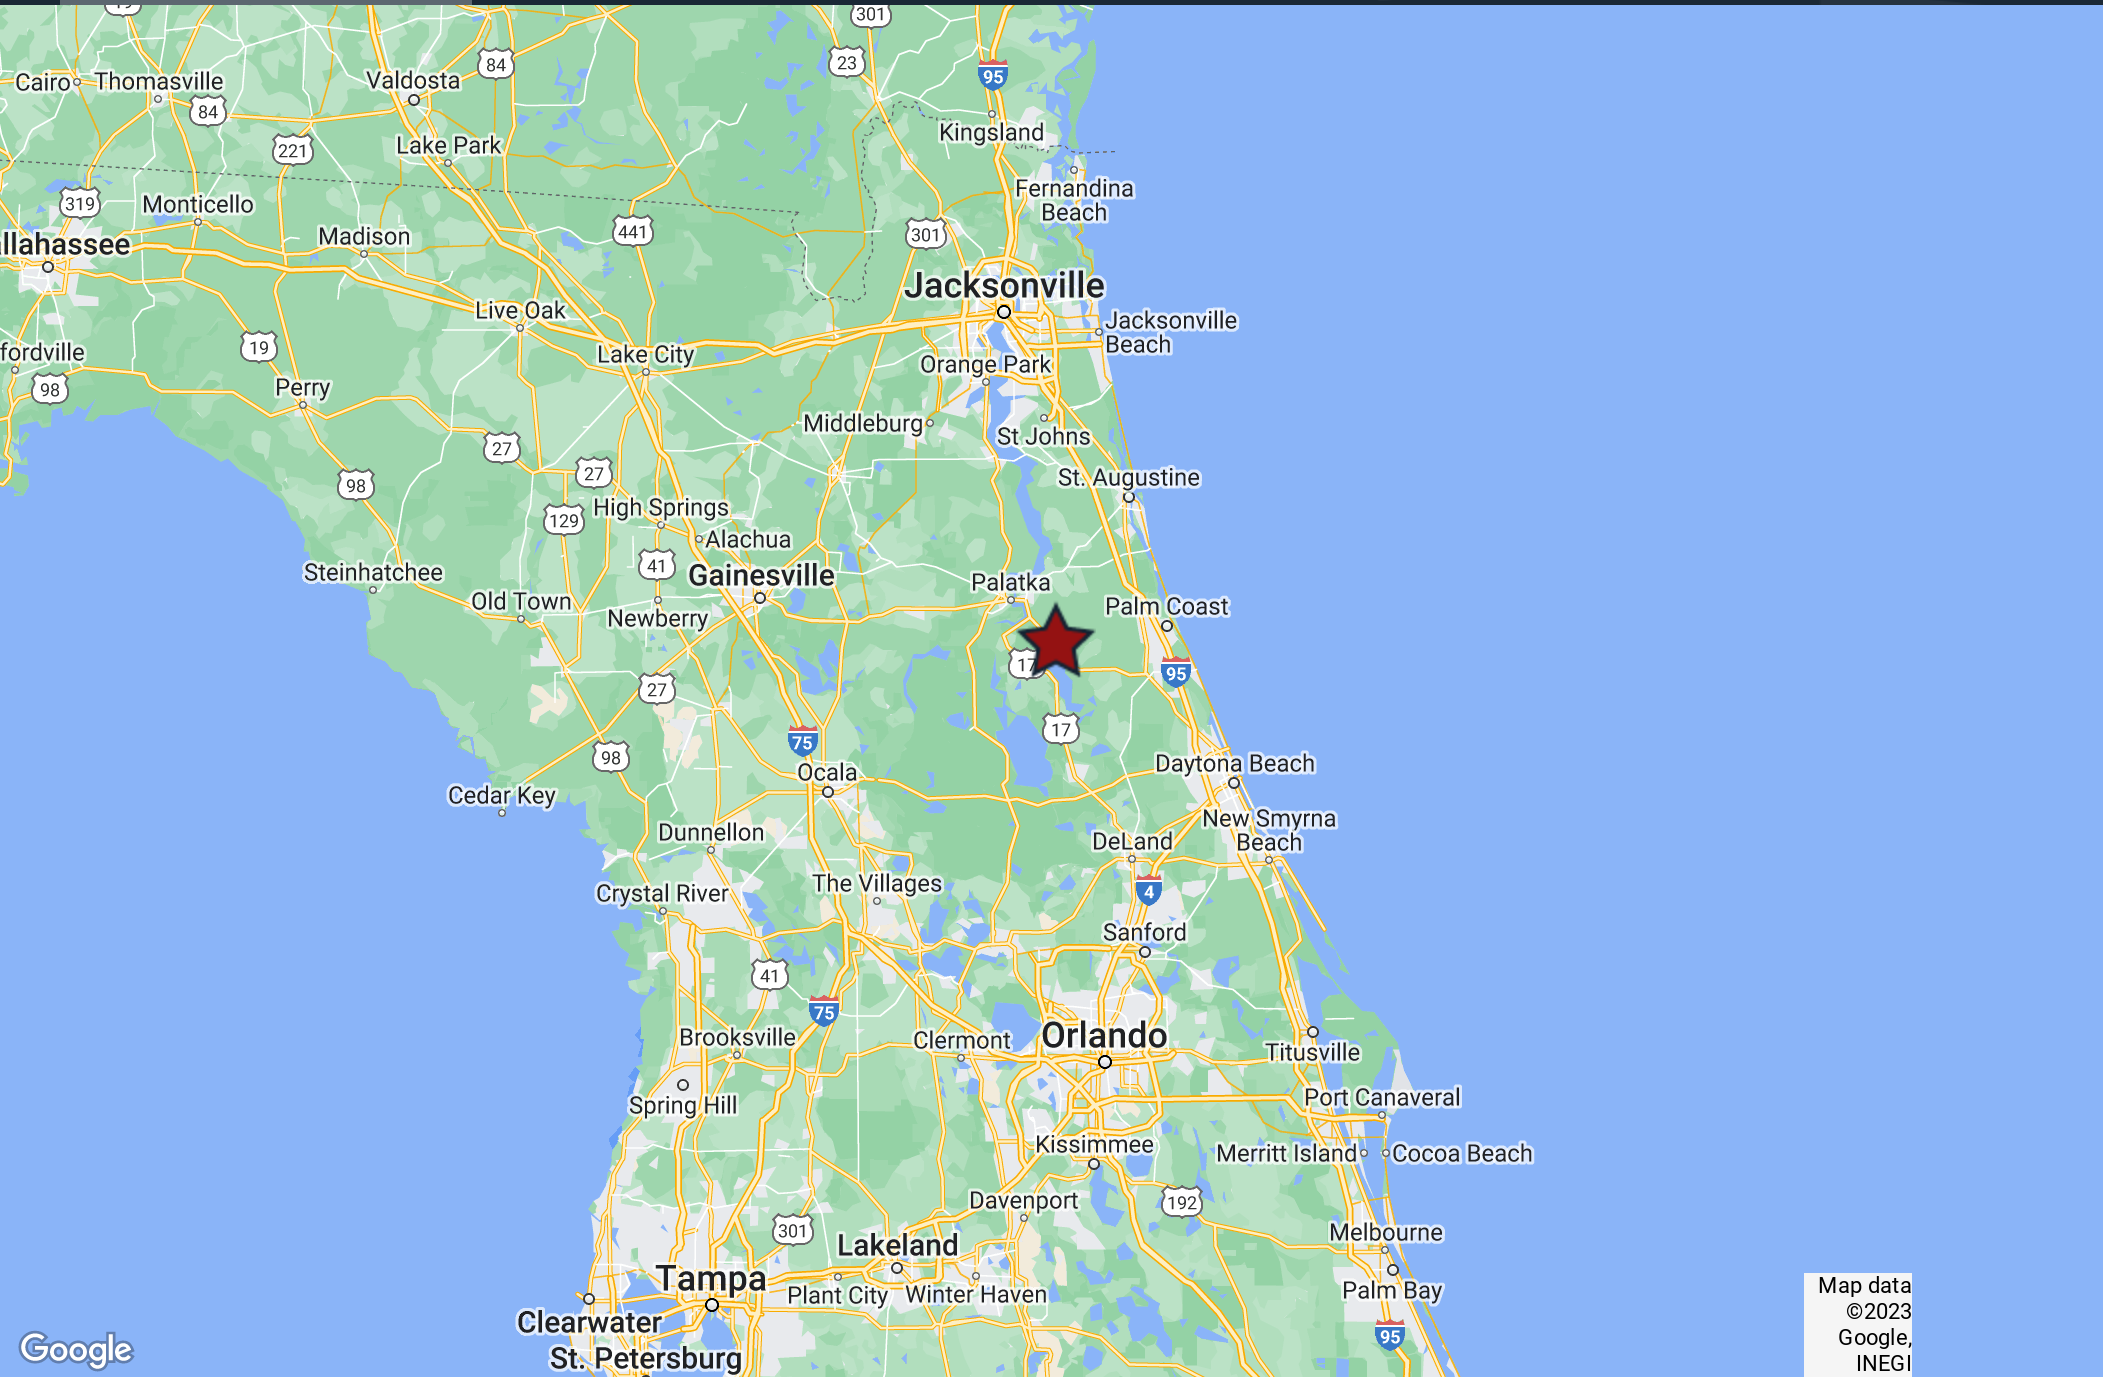 19
301
84
23
95
Cairo
Thomasville
Valdosta
84
Kingsland
221
Lake Park
319
Monticello
Fernandina
Beach
Madison
441
301
allahassee
Jacksonville
Live Oak
Jacksonville
Beach
19
fordville
Lake City
Orange Park
98
Perry
Middleburg
St Johns
27
27
98
St. Augustine
High Springs
129
Alachua
41
Gainesville
Steinhatchee
Palatka
Old Town
Newberry
Palm Coast
17
95
27
17
75
98
Ocala
Daytona Beach
Cedar Key
Dunnellon
New Smyrna
Beach
DeLand
The Villages
4
Crystal River
Sanford
41
75
Brooksville
Clermont
Orlando
Titusville
Spring Hill
Port Canaveral
Kissimmee
Merritt Island
Cocoa Beach
Davenport
192
301
Melbourne
Lakeland
Tampa
Plant City
Winter Haven
Palm Bay
Clearwater
St. Petersburg
95
Google
Map data
©2023
Google,
INEGI